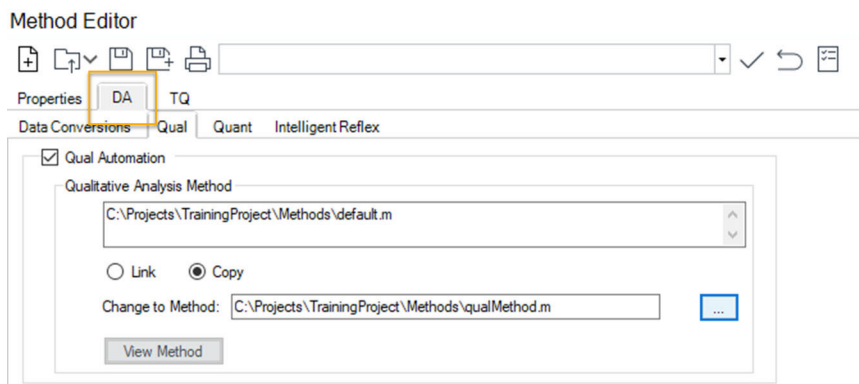 Method Editor
Properties DA TQ
Data Conversions Qual Quant Intelligent Reflex
Qual Automation
Qualitative Analysis Method
C:\Projects\TrainingProject\Methods\default.m
Link Copy
Change to Method: C:\Projects\TrainingProject\Methods\qualMethod.m ...
View Method